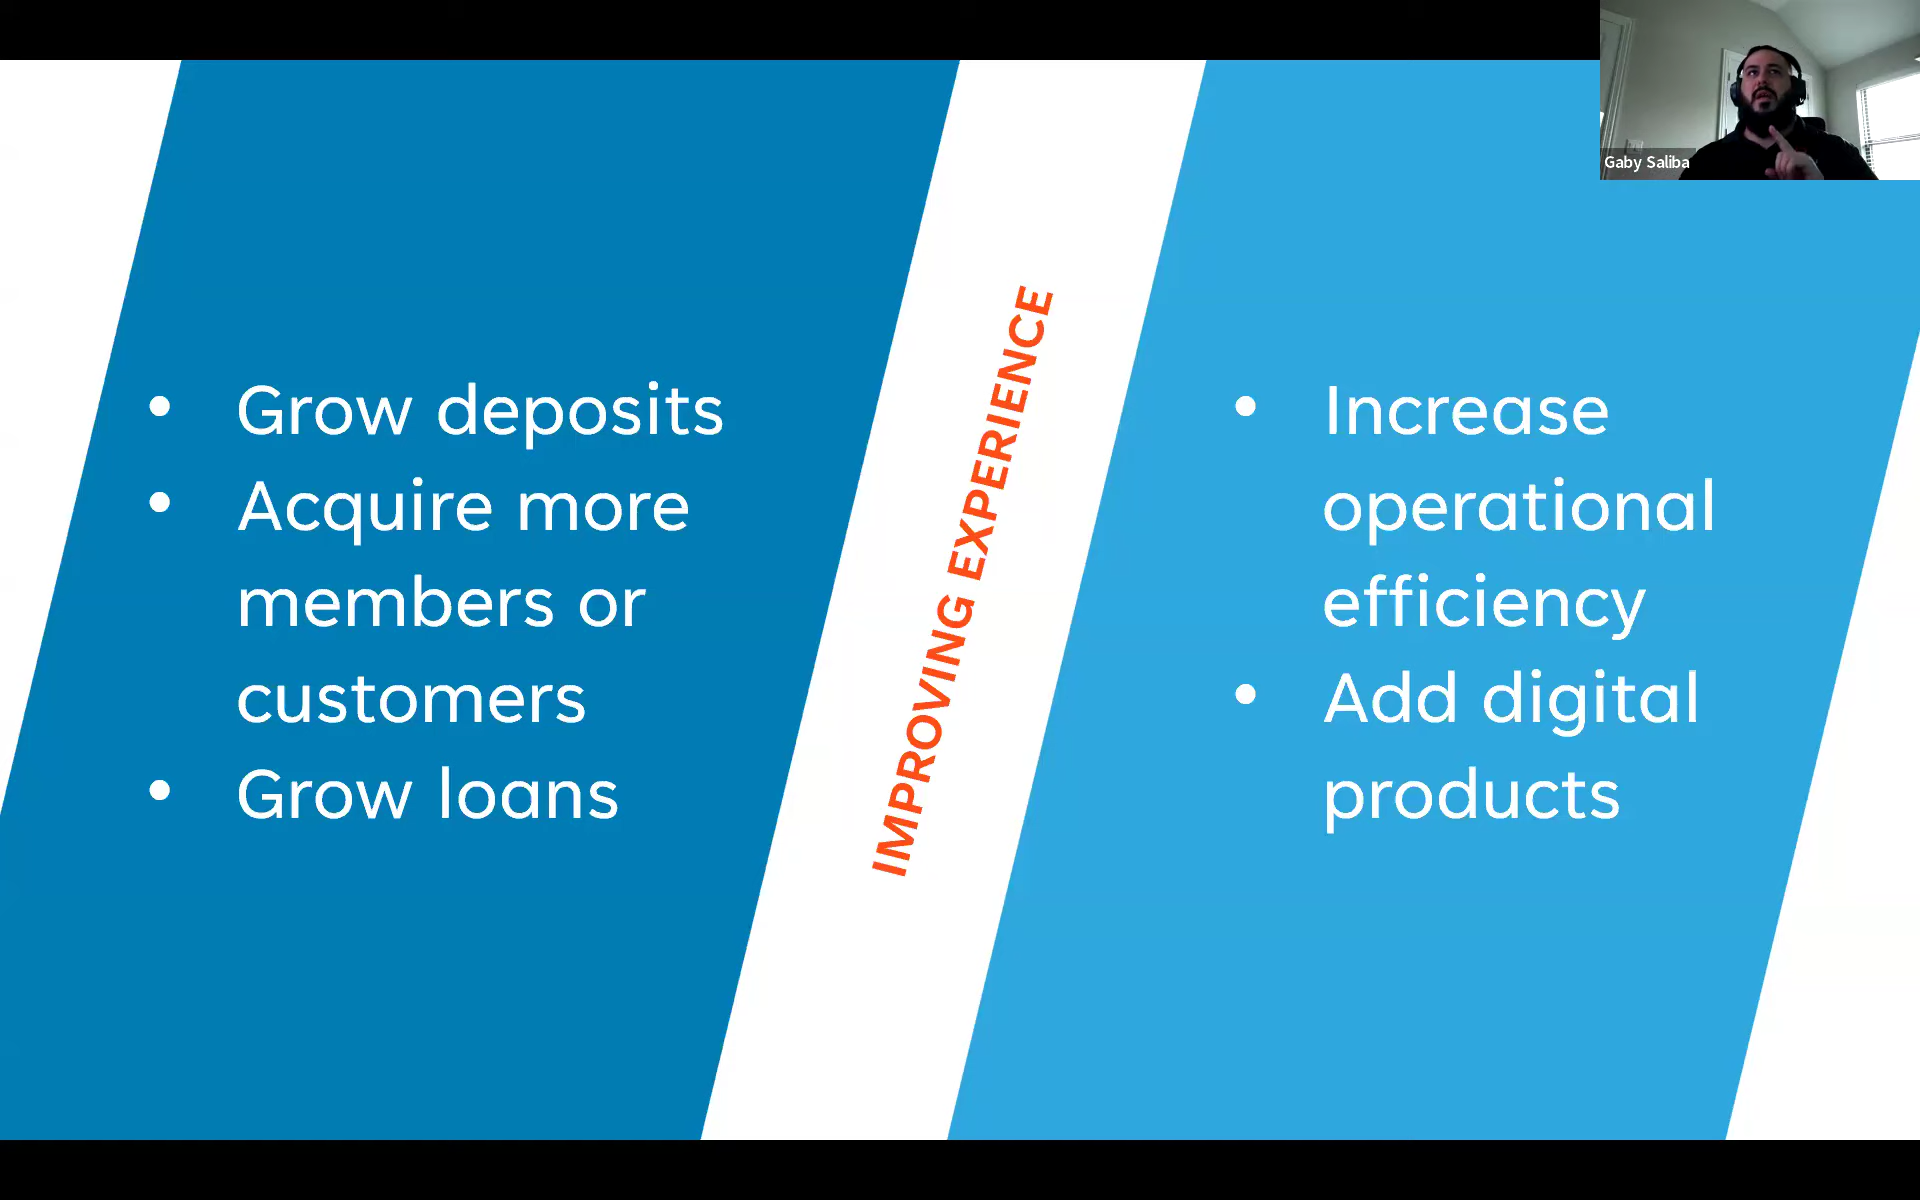 Gaby Saliba
• Grow deposits
• Acquire more
members or
customers
• Grow loans
IMPROVING EXPERIENCE
• Increase
operational
efficiency
• Add digital
products